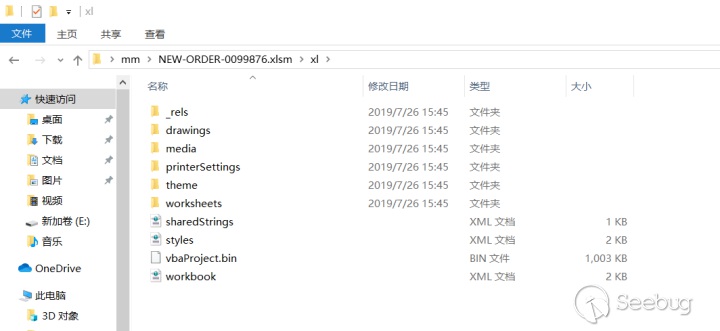 xl
文件 主页 共享 查看
mm NEW-ORDER-0099876.xlsm xl
名称 修改日期 类型 大小
快速访问
桌面
下载
文档
图片
视频
新加卷 (E:)
音乐
OneDrive
此电脑
3D 对象
_rels 2019/7/26 15:45 文件夹
drawings 2019/7/26 15:45 文件夹
media 2019/7/26 15:45 文件夹
printerSettings 2019/7/26 15:45 文件夹
theme 2019/7/26 15:45 文件夹
worksheets 2019/7/26 15:45 文件夹
sharedStrings XML 文档 1 KB
styles XML 文档 2 KB
vbaProject.bin BIN 文件 1,003 KB
workbook XML 文档 2 KB
Seebug